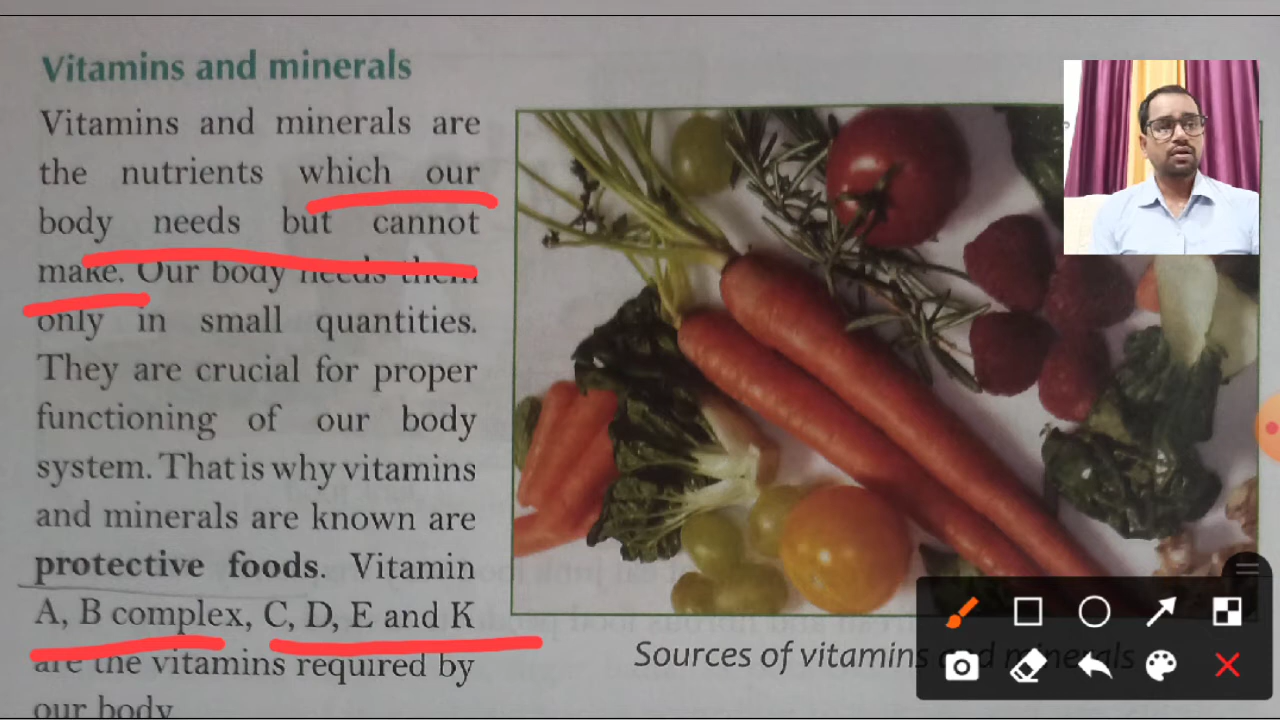 Vitamins and minerals
Vitamins and minerals are
the nutrients which our
body needs but cannot
make. Our body needs them
only in small quantities.
They are crucial for proper
functioning of our body
system. That is why vitamins
and minerals are known are
protective foods. Vitamin
A, B complex, C, D, E and K
are the vitamins required by
our body
Sources of vitamins and minerals